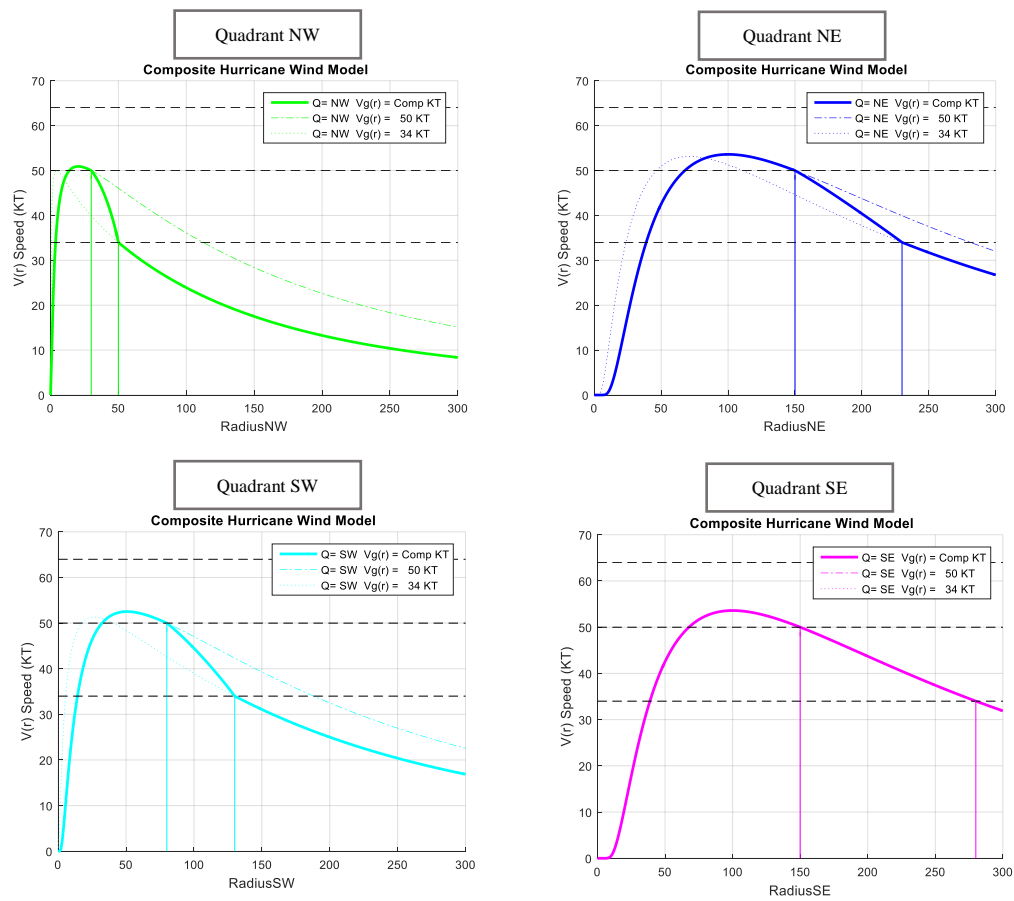 Quadrant NW
Composite Hurricane Wind Model
70
60
50
40
30
20
10
0
V(r) Speed (KT)
Q= NW Vg(r) = Comp KT
Q= NW Vg(r) = 50 KT
Q= NW Vg(r) = 34 KT
0 50 100 150 200 250 300
RadiusNW
Quadrant NE
Composite Hurricane Wind Model
70
60
50
40
30
20
10
0
V(r) Speed (KT)
Q= NE Vg(r) = Comp KT
Q= NE Vg(r) = 50 KT
Q= NE Vg(r) = 34 KT
0 50 100 150 200 250 300
RadiusNE
Quadrant SW
Composite Hurricane Wind Model
70
60
50
40
30
20
10
0
V(r) Speed (KT)
Q= SW Vg(r) = Comp KT
Q= SW Vg(r) = 50 KT
Q= SW Vg(r) = 34 KT
0 50 100 150 200 250 300
RadiusSW
Quadrant SE
Composite Hurricane Wind Model
70
60
50
40
30
20
10
0
V(r) Speed (KT)
Q= SE Vg(r) = Comp KT
Q= SE Vg(r) = 50 KT
Q= SE Vg(r) = 34 KT
0 50 100 150 200 250 300
RadiusSE